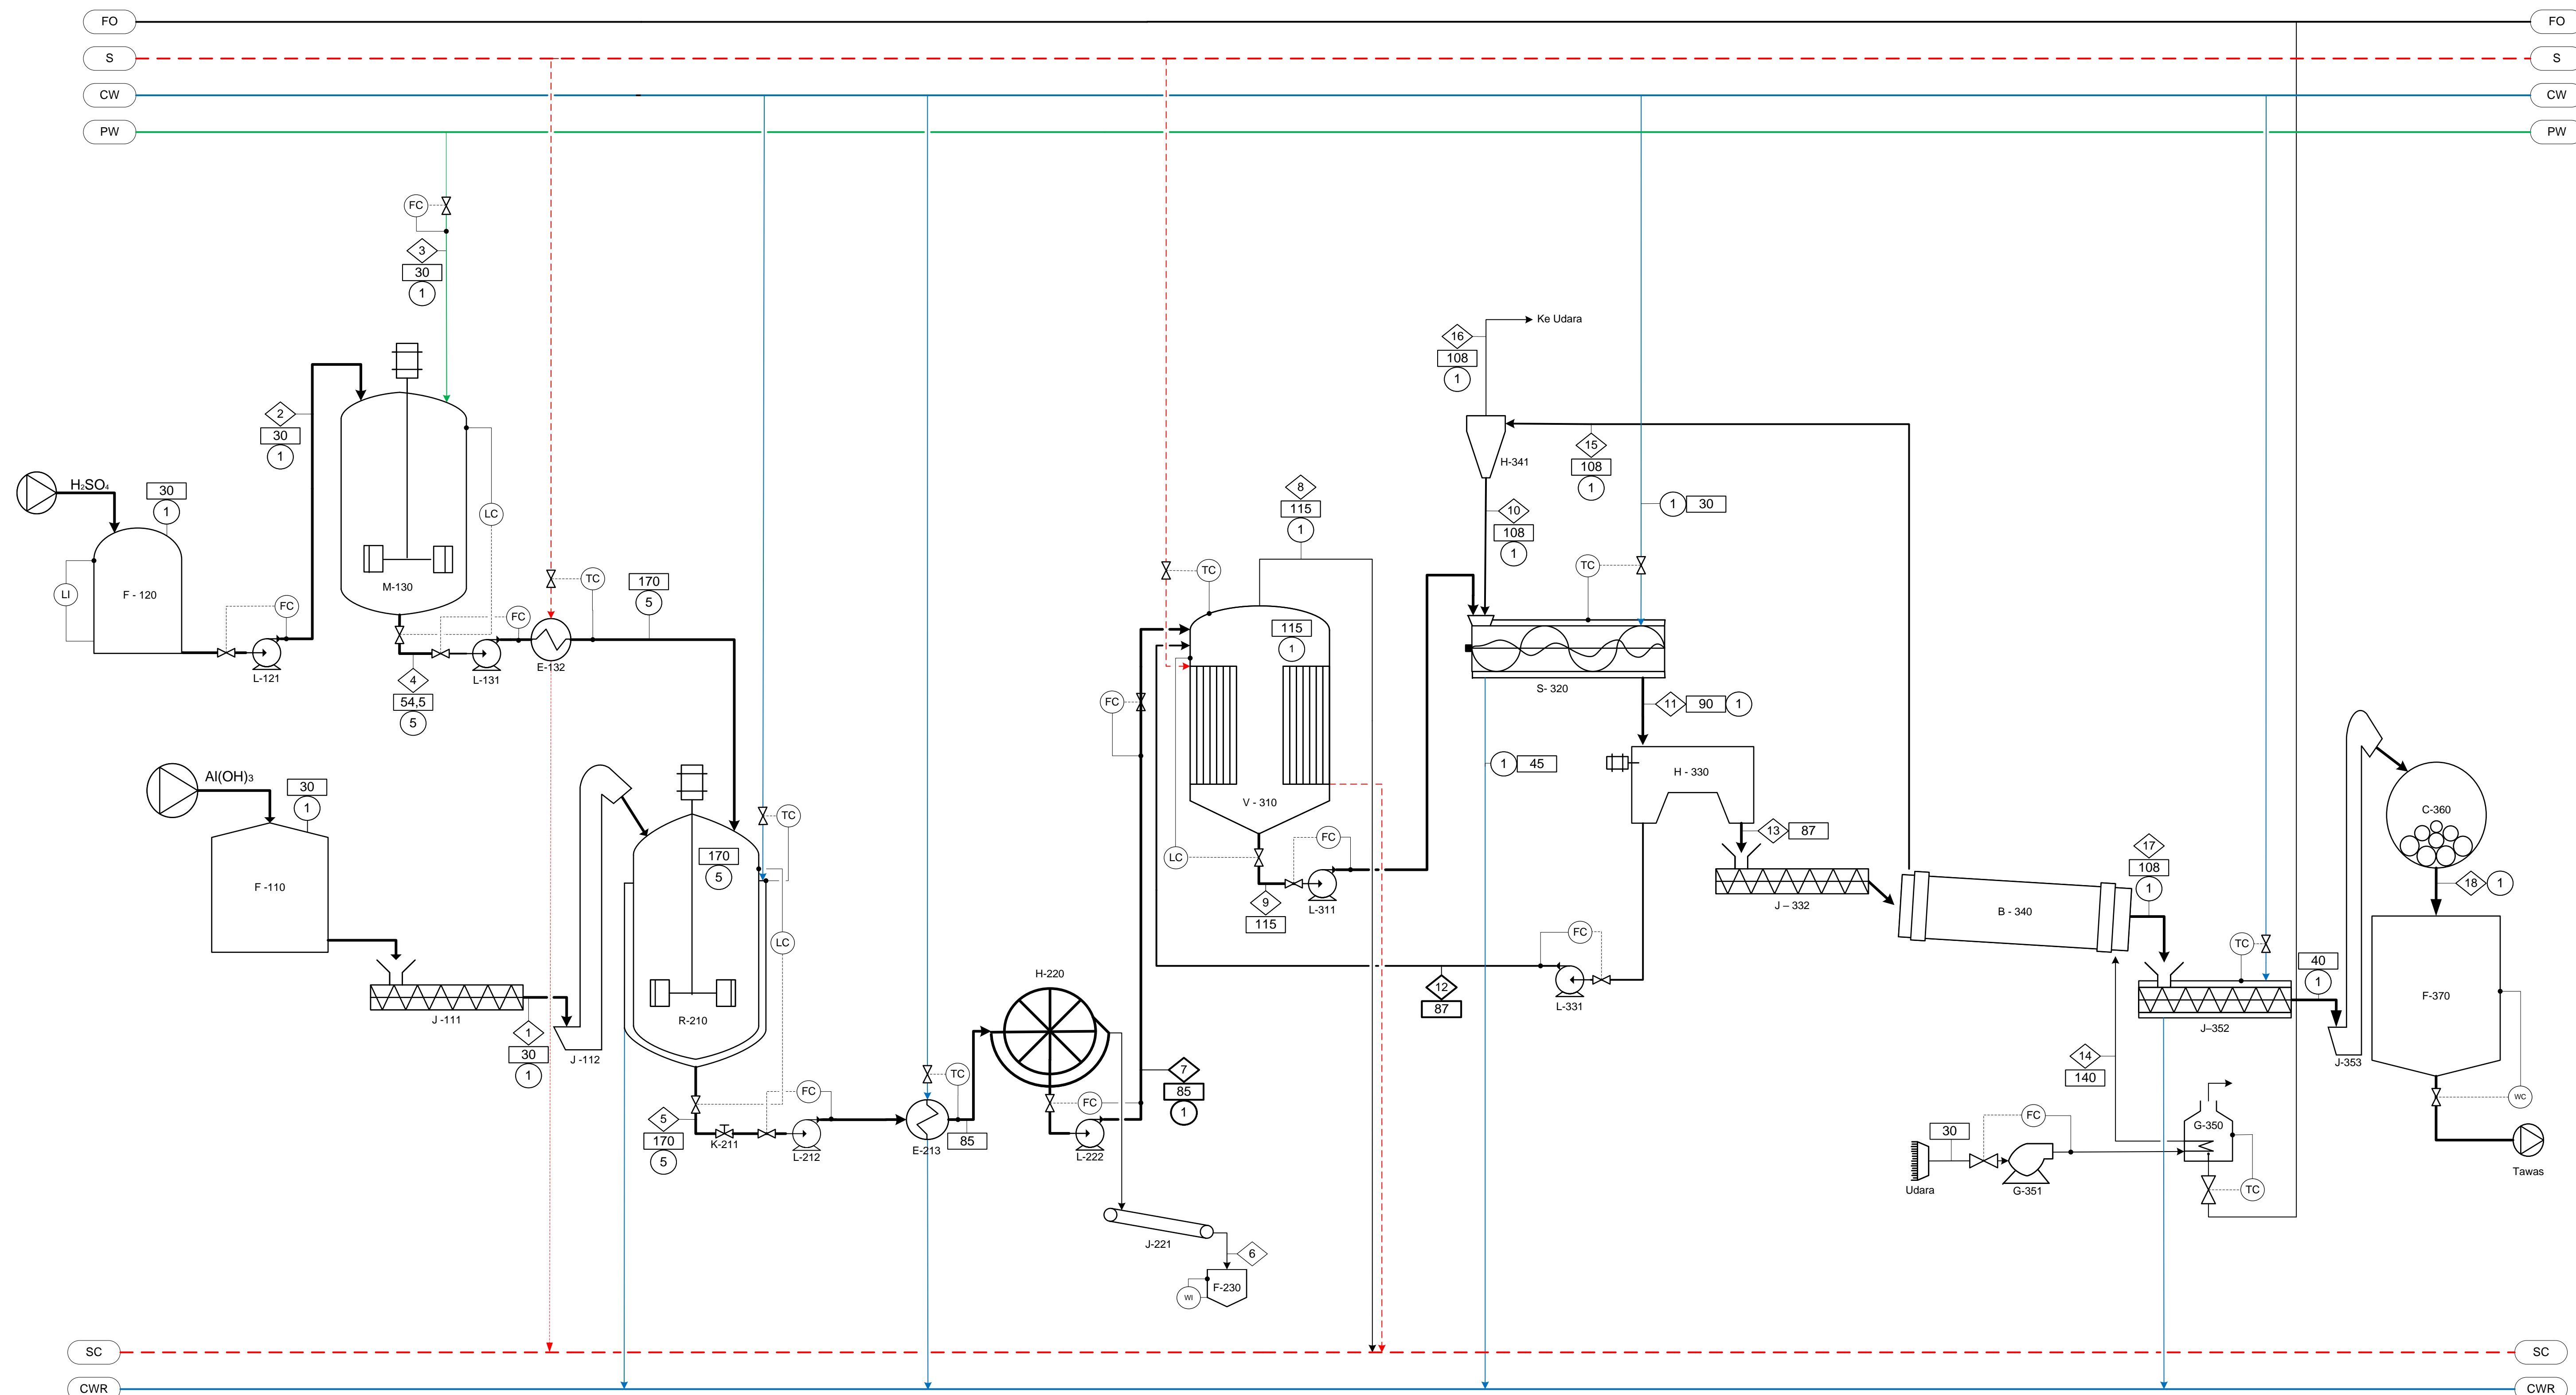 FO
FO
S
S
CW
CW
PW
PW
FC
3
30
1
Ke Udara
16
108
1
2
30
1
15
108
1
H-341
H₂SO₄
30
1
8
115
1
10
108
1
1
30
LC
M-130
LI
F - 120
FC
L-121
FC
TC
170
5
TC
TC
E-132
L-131
4
54,5
5
115
1
S- 320
FC
11
90
1
Al(OH)₃
30
1
1
45
H - 330
V - 310
C-360
TC
13
87
FC
LC
17
108
1
170
5
9
115
L-311
J – 332
18
1
F -110
B - 340
LC
FC
TC
40
1
H-220
12
87
L-331
F-370
J -111
R-210
J–352
1
30
1
J -112
14
140
J-353
7
85
1
TC
FC
FC
WC
5
170
5
K-211
L-212
E-213
85
L-222
FC
G-350
30
Udara
G-351
TC
Tawas
J-221
6
F-230
WI
SC
SC
CWR
CWR